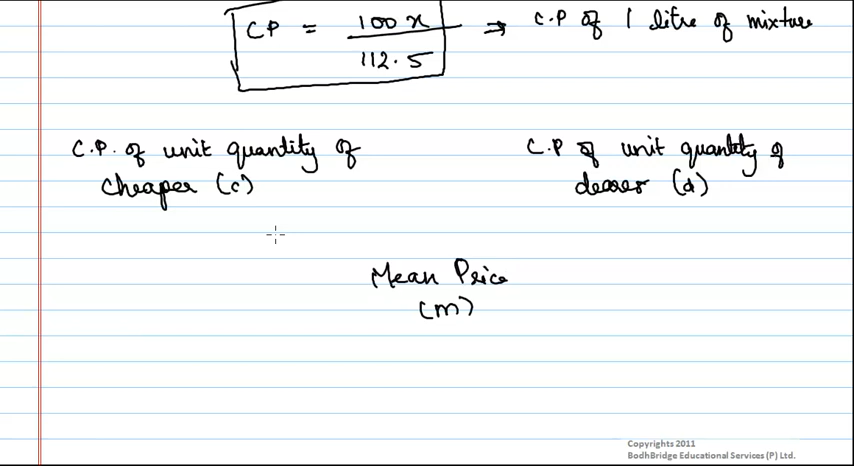 CP = 100 x / 112.5 ⇒ C.P of 1 litre of mixture
C.P. of unit quantity of
cheaper (c)
C.P of unit quantity of
dearer (d)
Mean Price
(m)
Copyrights 2011
BodhBridge Educational Services (P) Ltd.